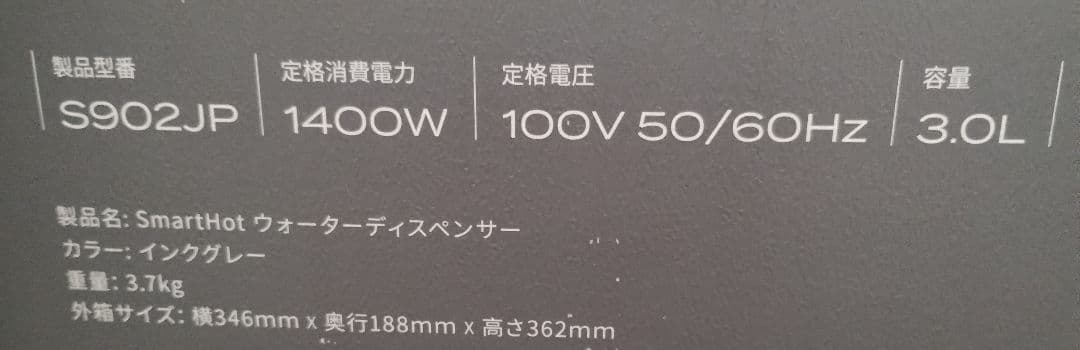 製品型番 定格消費電力 定格電圧 容量
S902JP 1400W 100V 50/60Hz 3.0L
製品名: SmartHot ウォーターディスペンサー
カラー: インクグレー
重量: 3.7kg
外箱サイズ: 横346mm x 奥行188mm x 高さ362mm